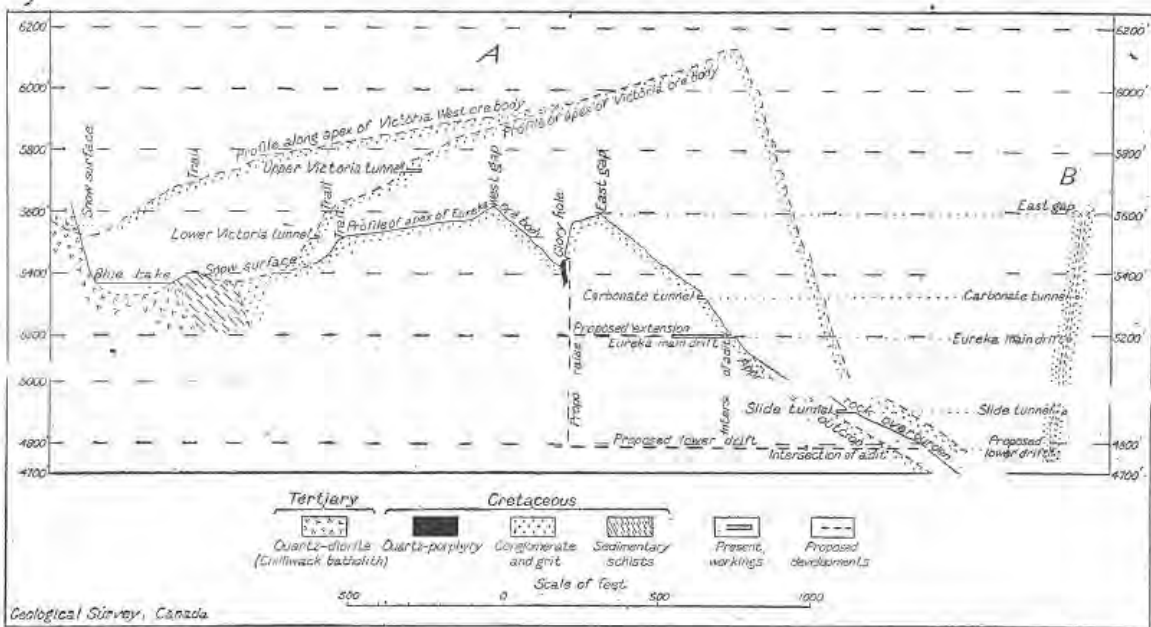 6200'
6000'
5800'
5600'
5400'
5200'
5000'
4800'
4700'
A
B
6200'
6000'
5800'
5600'
5400'
5200'
4800'
4700'
Snow surface
Trail
Profile along apex of Victoria West ore body
Profile of apex of Victoria ore body
Upper Victoria tunnel
Trail
Trail
Lower Victoria tunnel
Profile of apex of Eureka ore body
West gap
Glory hole
East gap
East gap
Blue Lake
Snow surface
Carbonate tunnel
Carbonate tunnel
Proposed extension
Eureka main drift
Eureka main drift
raise
of adit
Slide tunnel
rock overburden
outcrop
Slide tunnel
Proposed lower drift
Intersection of adit
Proposed
lower drift
Tertiary
Cretaceous
Quartz-diorite
(Chilliwack batholith)
Quartz-porphyry
Conglomerate
and grit
Sedimentary
schists
Present
workings
Proposed
developments
Scale of feet
500
0
500
1000
Geological Survey, Canada